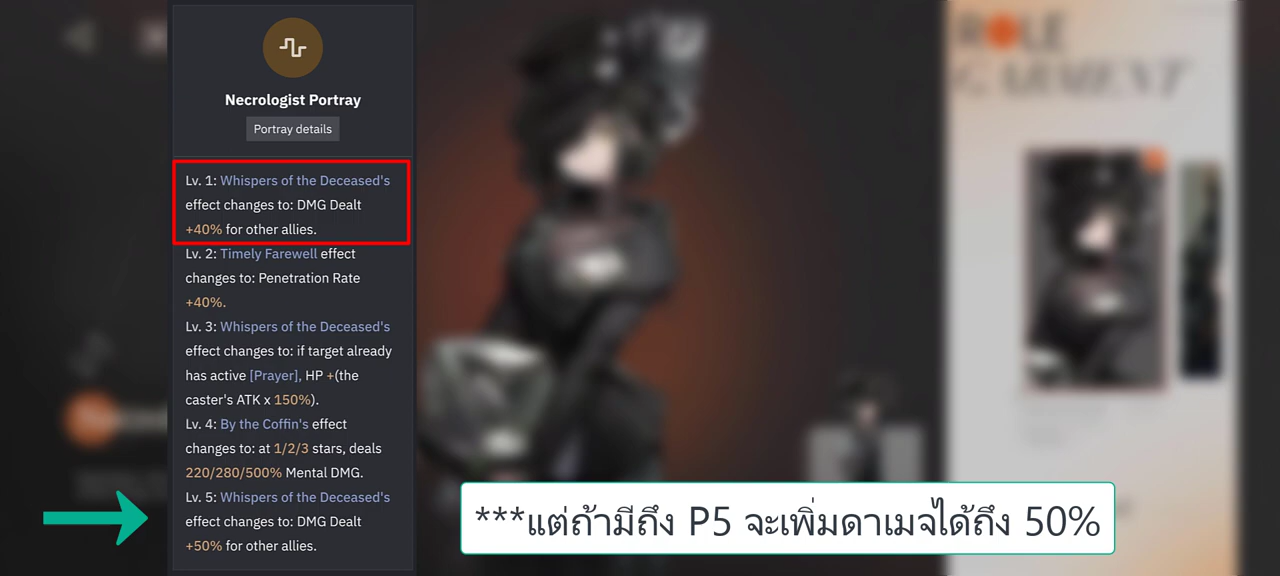 Necrologist Portray
Portray details
Lv. 1: Whispers of the Deceased's
effect changes to: DMG Dealt
+40% for other allies.
Lv. 2: Timely Farewell effect
changes to: Penetration Rate
+40%.
Lv. 3: Whispers of the Deceased's
effect changes to: if target already
has active [Prayer], HP +(the
caster's ATK x 150%).
Lv. 4: By the Coffin's effect
changes to: at 1/2/3 stars, deals
220/280/500% Mental DMG.
Lv. 5: Whispers of the Deceased's
effect changes to: DMG Dealt
+50% for other allies.
***แต่ถ้ามีถึง P5 จะเพิ่มดาเมจได้ถึง 50%
GARMENT